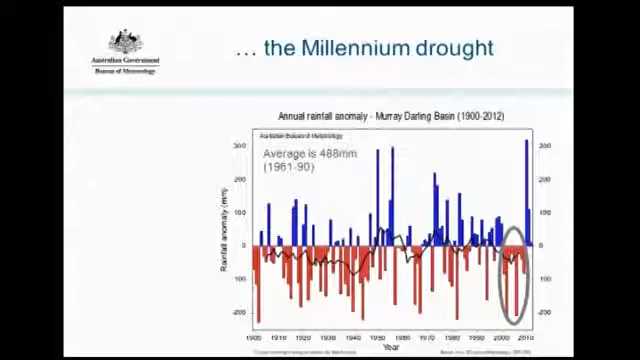 ... the Millennium drought
Australian Government
Bureau of Meteorology
Annual rainfall anomaly - Murray Darling Basin (1900-2012)
Australian Bureau of Meteorology
Average is 488mm
(1961-90)
300
200
100
0
100
200
300
200
100
0
100
200
Rainfall anomaly (mm)
1900 1910 1920 1930 1940 1950 1960 1970 1980 1990 2000 2010
Year